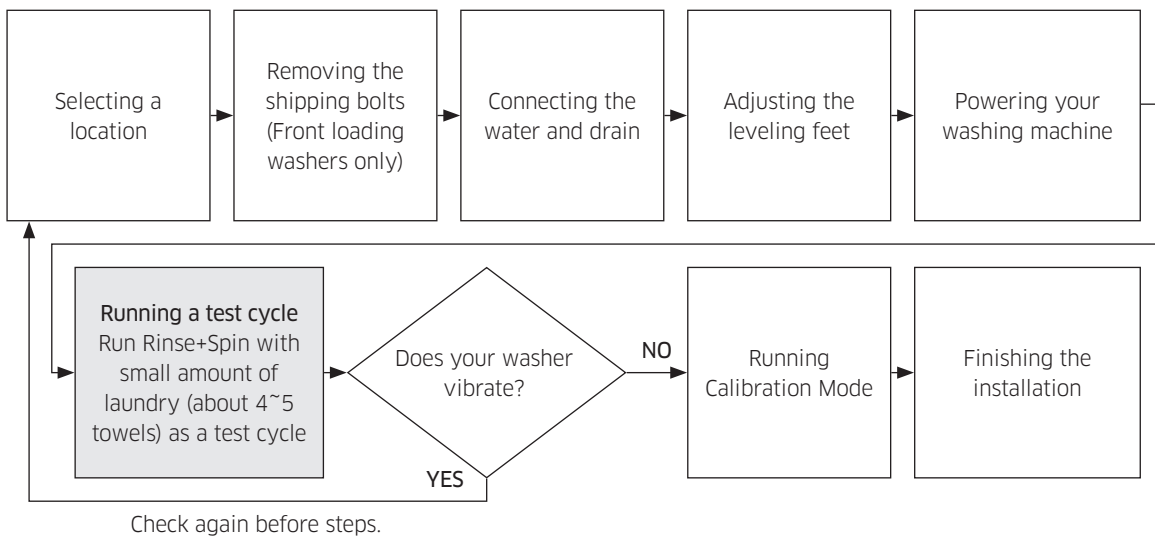 Selecting a
location
Removing the
shipping bolts
(Front loading
washers only)
Connecting the
water and drain
Adjusting the
leveling feet
Powering your
washing machine
Running a test cycle
Run Rinse+Spin with
small amount of
laundry (about 4~5
towels) as a test cycle
Does your washer
vibrate?
NO
YES
Running
Calibration Mode
Finishing the
installation
Check again before steps.